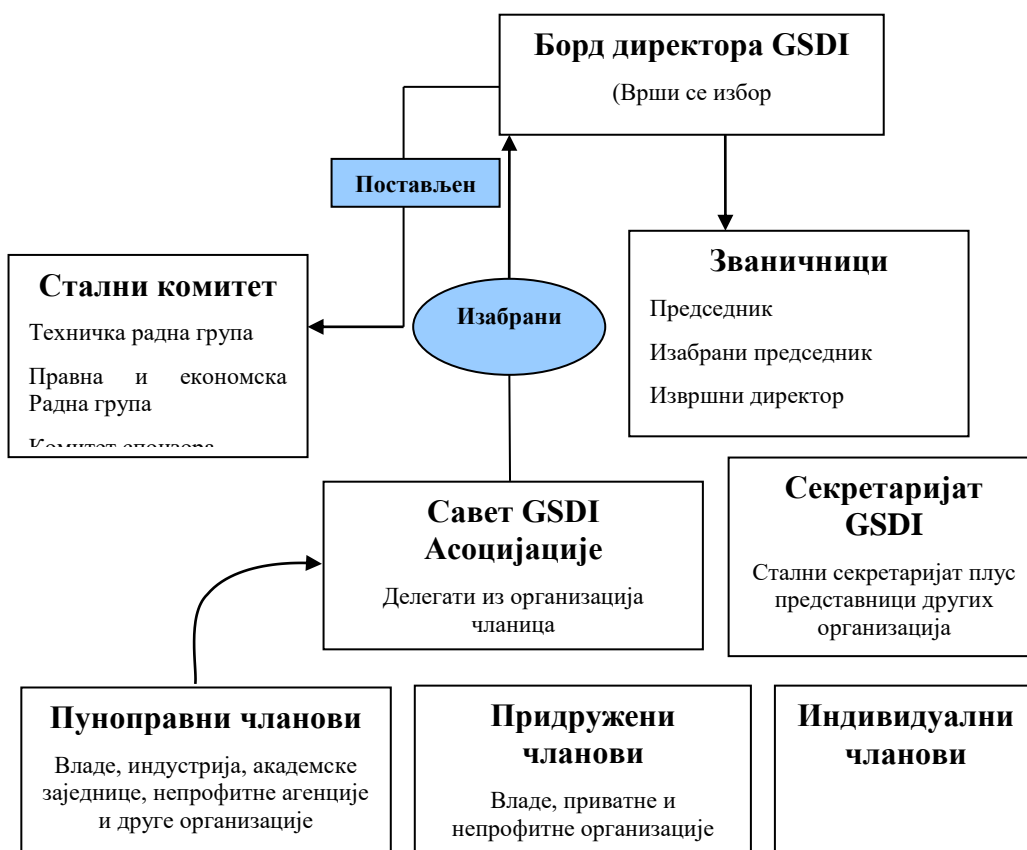 Борд директора GSDI
(Врши се избор
Постављен
Изабрани
Стални комитет
Техничка радна група
Правна и економска
Радна група
Комитет спонзора
Званичници
Председник
Изабрани председник
Извршни директор
Савет GSDI
Асоцијације
Делегати из организација
чланица
Секретаријат
GSDI
Стални секретаријат плус
представници других
организација
Пуноправни чланови
Владе, индустрија, академске
заједнице, непрофитне агенције
и друге организације
Придружени
чланови
Владе, приватне и
непрофитне организације
Индивидуални
чланови